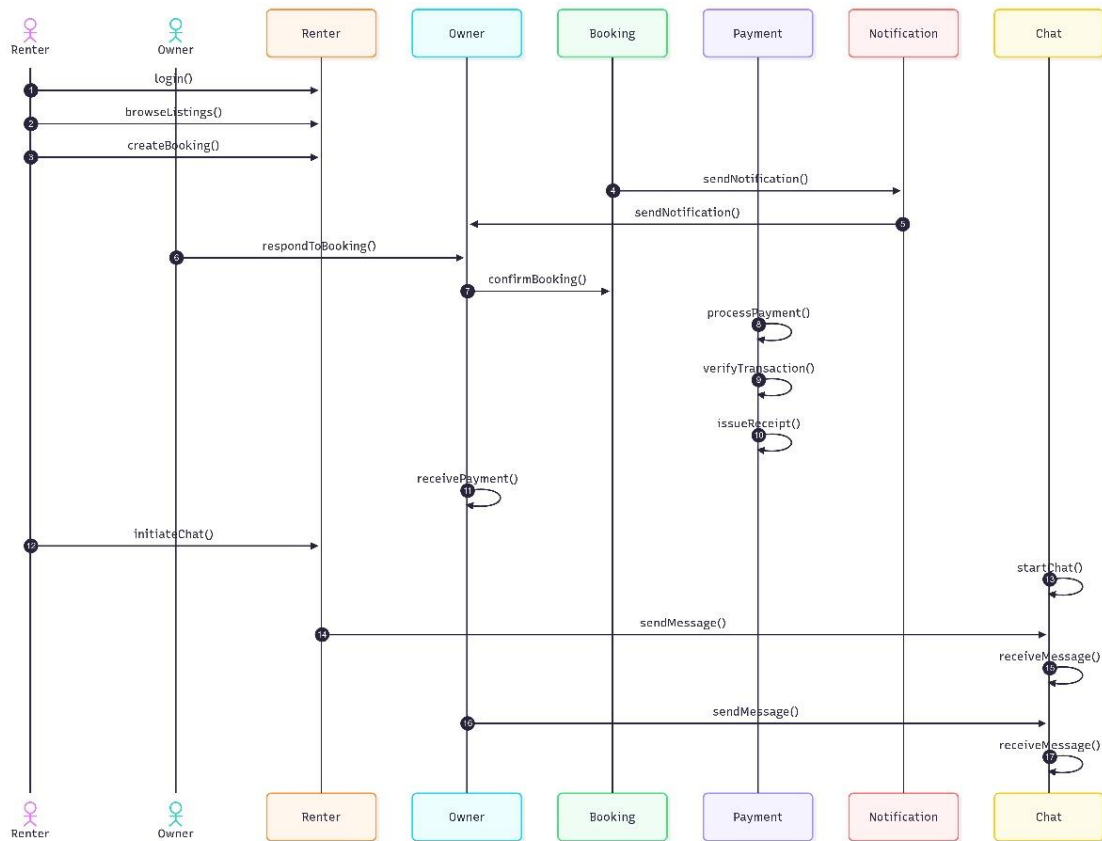 Renter Owner Renter Owner Booking Payment Notification Chat
1 login()
2 browseListings()
3 createBooking()
4 sendNotification()
sendNotification() 5
6 respondToBooking()
7 confirmBooking()
processPayment()
8
verifyTransaction()
9
issueReceipt()
10
receivePayment()
11
12 initiateChat()
startChat()
13
14 sendMessage()
receiveMessage()
15
16 sendMessage()
receiveMessage()
17
Renter Owner Renter Owner Booking Payment Notification Chat